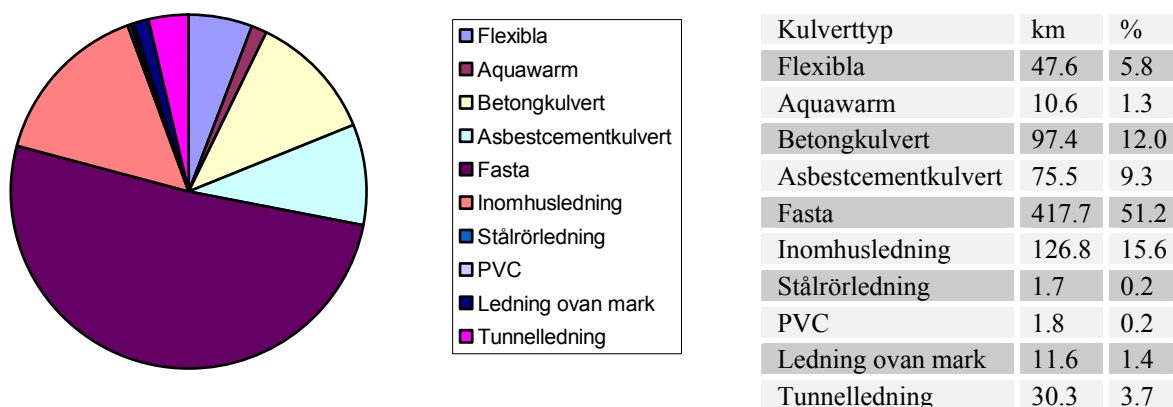 Flexibla
Aquawarm
Betongkulvert
Asbestcementkulvert
Fasta
Inomhusledning
Stålrörledning
PVC
Ledning ovan mark
Tunnelledning
Kulverttyp km %
Flexibla 47.6 5.8
Aquawarm 10.6 1.3
Betongkulvert 97.4 12.0
Asbestcementkulvert 75.5 9.3
Fasta 417.7 51.2
Inomhusledning 126.8 15.6
Stålrörledning 1.7 0.2
PVC 1.8 0.2
Ledning ovan mark 11.6 1.4
Tunnelledning 30.3 3.7